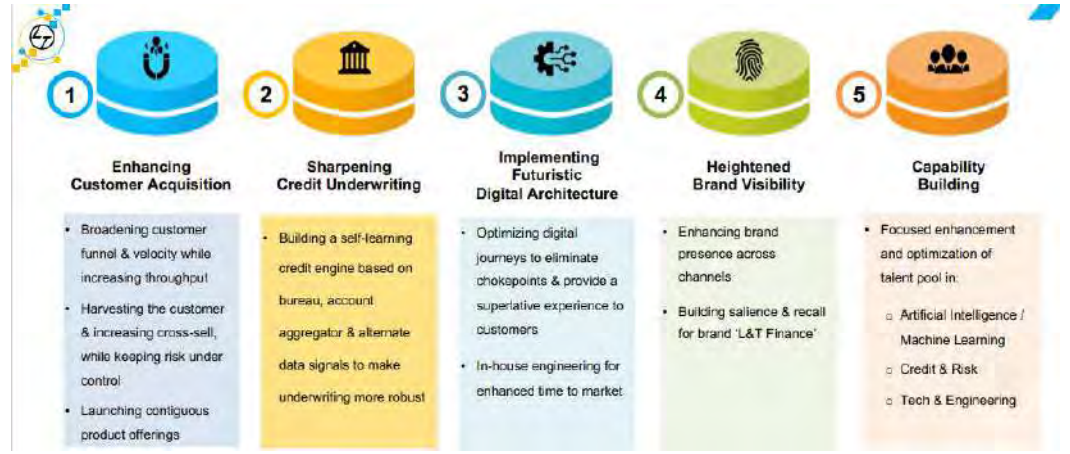 LT
1
2
3
4
5
Enhancing
Customer Acquisition
Sharpening
Credit Underwriting
Implementing
Futuristic
Digital Architecture
Heightened
Brand Visibility
Capability
Building
• Broadening customer
funnel & velocity while
increasing throughput
• Harvesting the customer
& increasing cross-sell,
while keeping risk under
control
• Launching contiguous
product offerings
• Building a self-learning
credit engine based on
bureau, account
aggregator & alternate
data signals to make
underwriting more robust
• Optimizing digital
journeys to eliminate
chokepoints & provide a
superlative experience to
customers
• In-house engineering for
enhanced time to market
• Enhancing brand
presence across
channels
• Building salience & recall
for brand ‘L&T Finance’
• Focused enhancement
and optimization of
talent pool in:
o Artificial Intelligence /
Machine Learning
o Credit & Risk
o Tech & Engineering